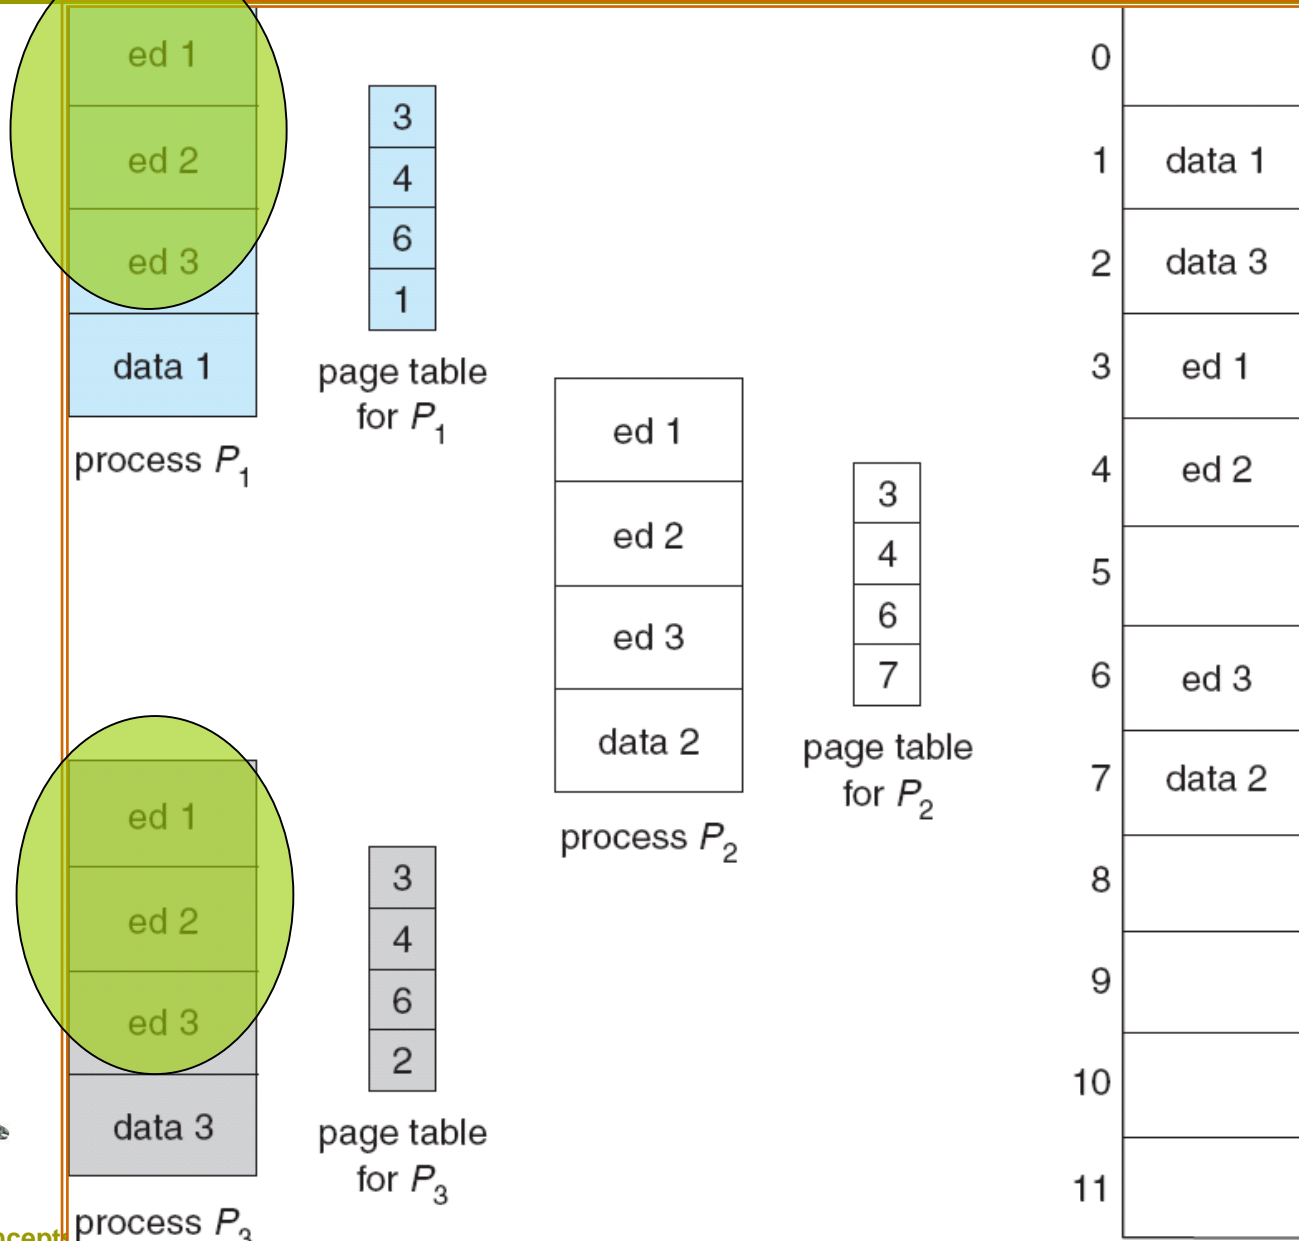 ed 1
ed 2
ed 3
data 1
process P1
3
4
6
1
page table
for P1
ed 1
ed 2
ed 3
data 2
process P2
3
4
6
7
page table
for P2
ed 1
ed 2
ed 3
data 3
process P3
3
4
6
2
page table
for P3
0
1 data 1
2 data 3
3 ed 1
4 ed 2
5
6 ed 3
7 data 2
8
9
10
11